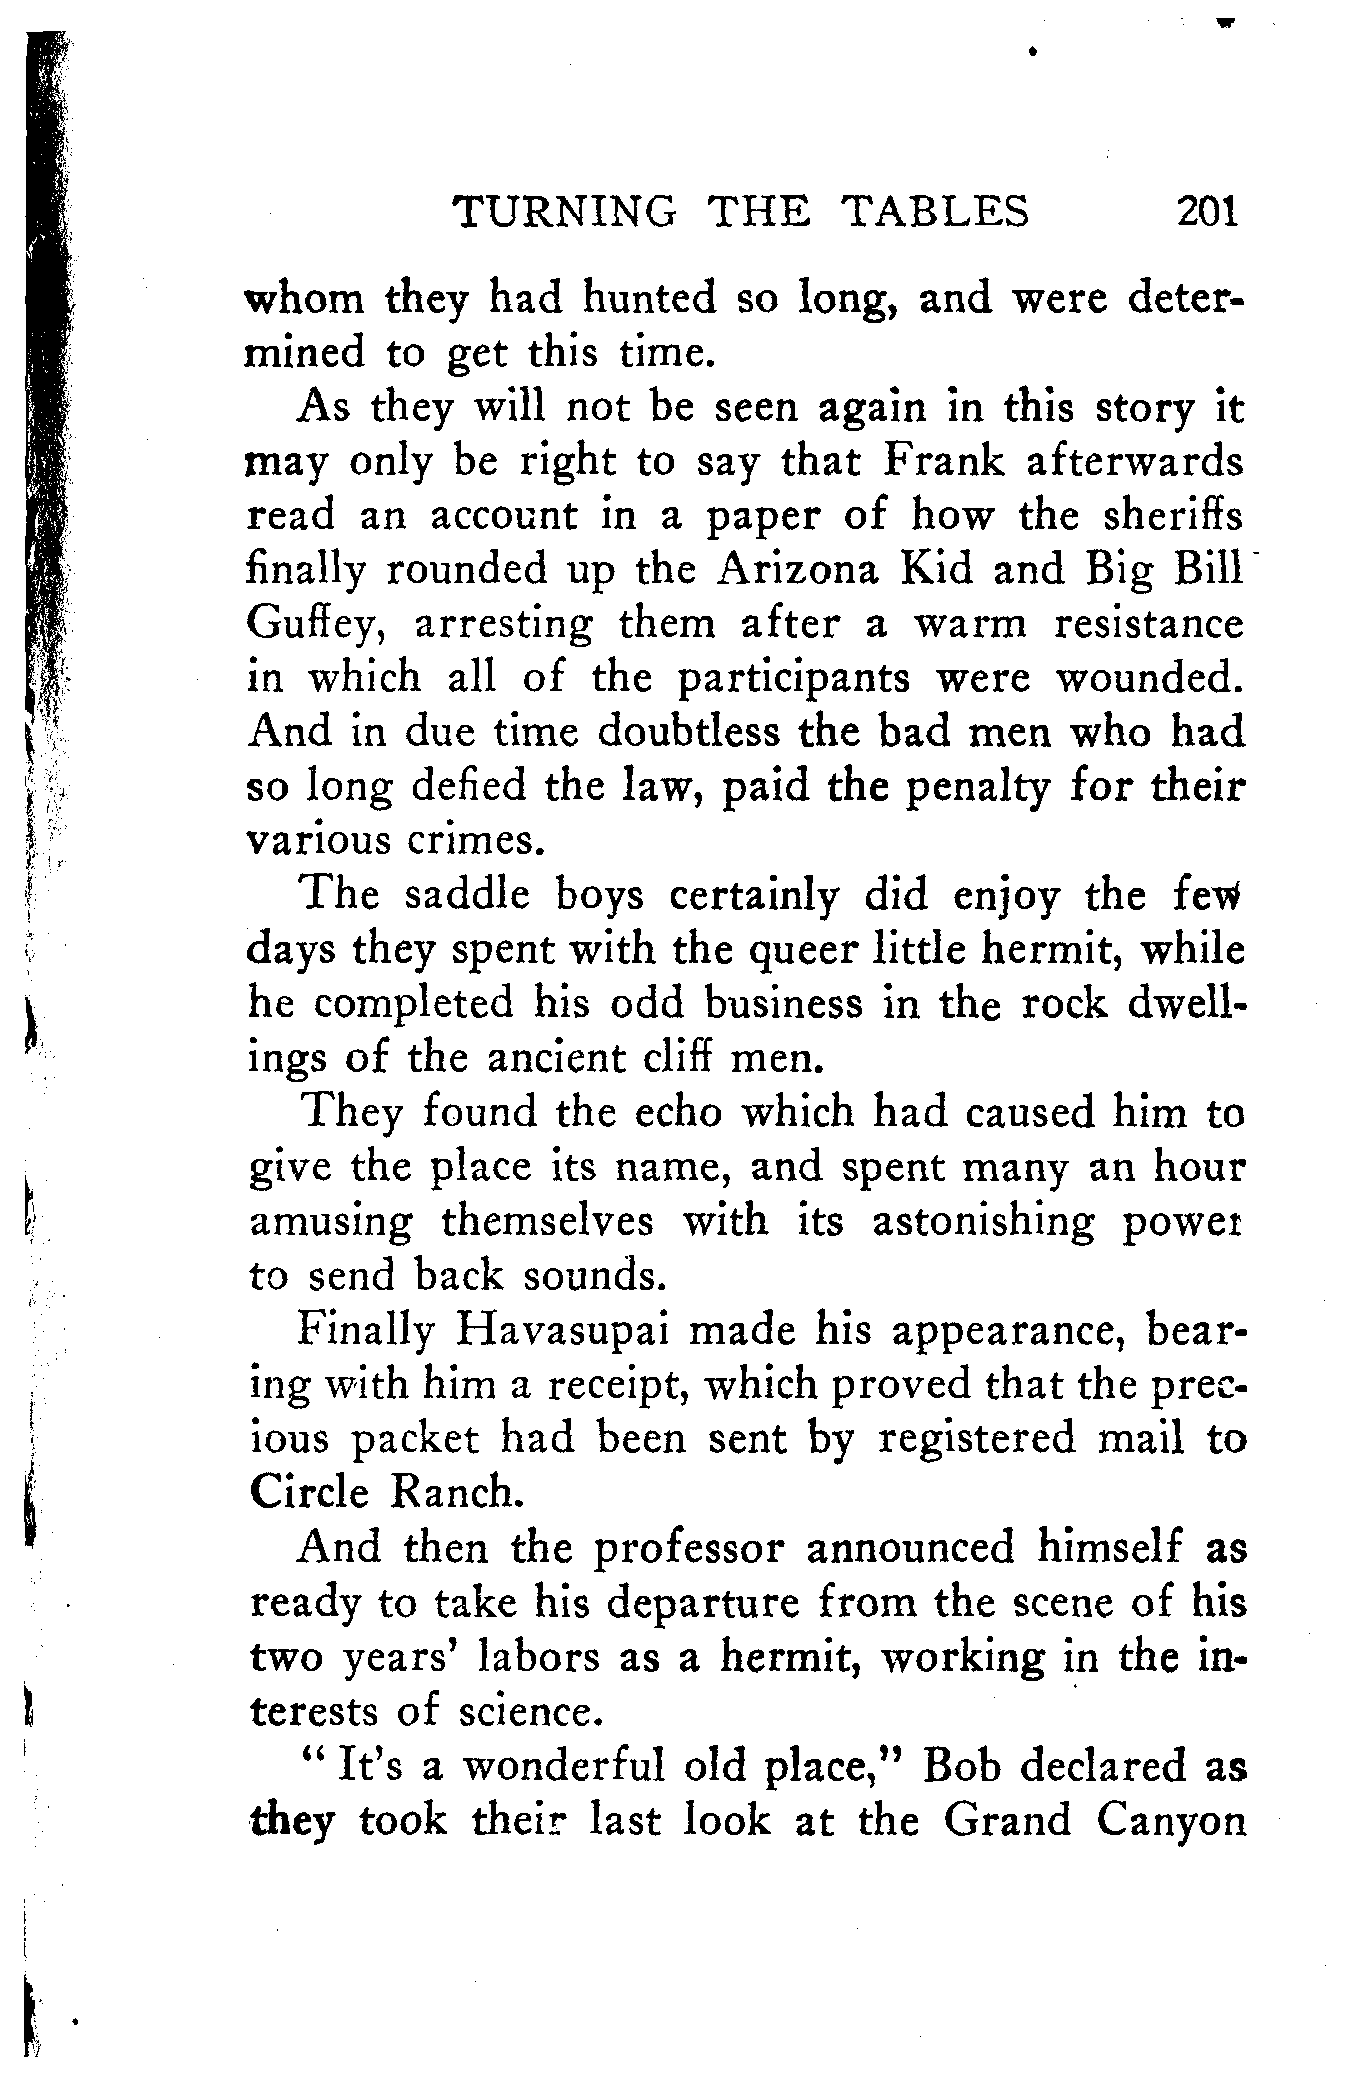 TURNING THE TABLES 201
whom they had hunted so long, and were deter-
mined to get this time.
As they will not be seen again in this story it
may only be right to say that Frank afterwards
read an account in a paper of how the sheriffs
finally rounded up the Arizona Kid and Big Bill
Guffey, arresting them after a warm resistance
in which all of the participants were wounded.
And in due time doubtless the bad men who had
so long defied the law, paid the penalty for their
various crimes.
The saddle boys certainly did enjoy the few
days they spent with the queer little hermit, while
he completed his odd business in the rock dwell-
ings of the ancient cliff men.
They found the echo which had caused him to
give the place its name, and spent many an hour
amusing themselves with its astonishing power
to send back sounds.
Finally Havasupai made his appearance, bear-
ing with him a receipt, which proved that the prec-
ious packet had been sent by registered mail to
Circle Ranch.
And then the professor announced himself as
ready to take his departure from the scene of his
two years' labors as a hermit, working in the in-
terests of science.
" It's a wonderful old place," Bob declared as
they took their last look at the Grand Canyon